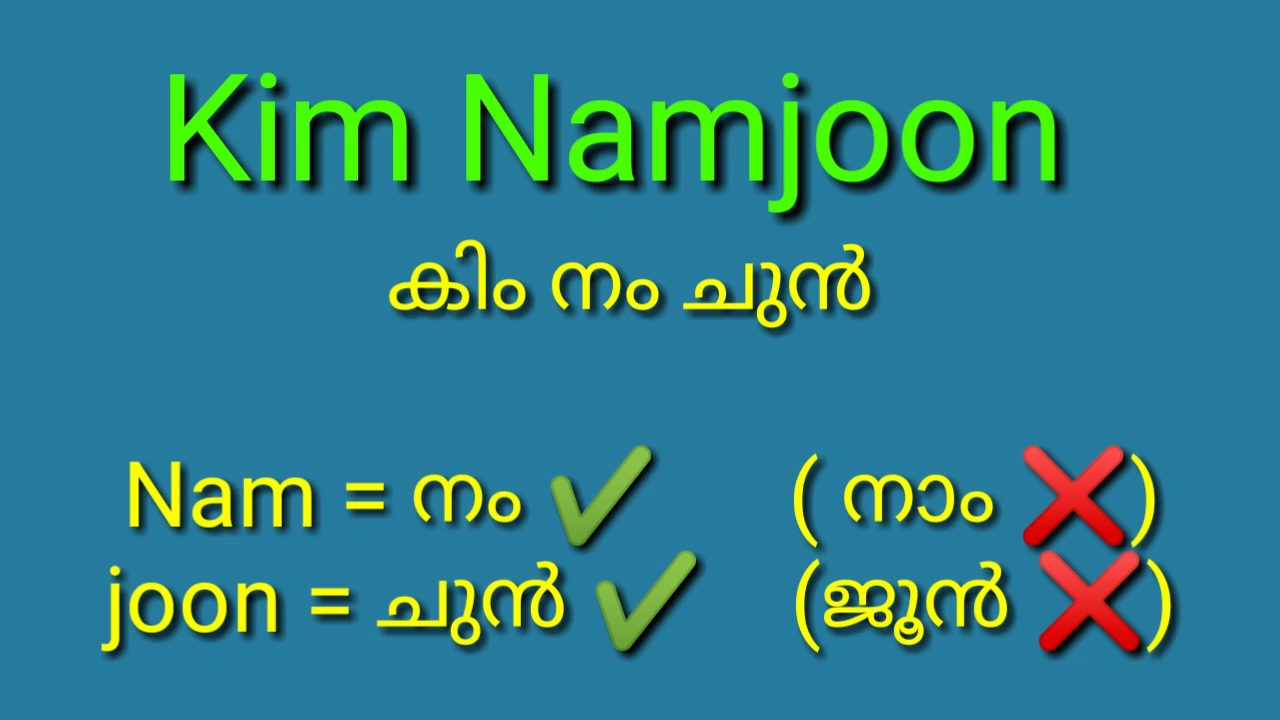 Kim Namjoon
കിം നം ചുൻ
Nam = നം ✔ ( നാം ❌)
joon = ചുൻ ✔ (ജൂൻ ❌)